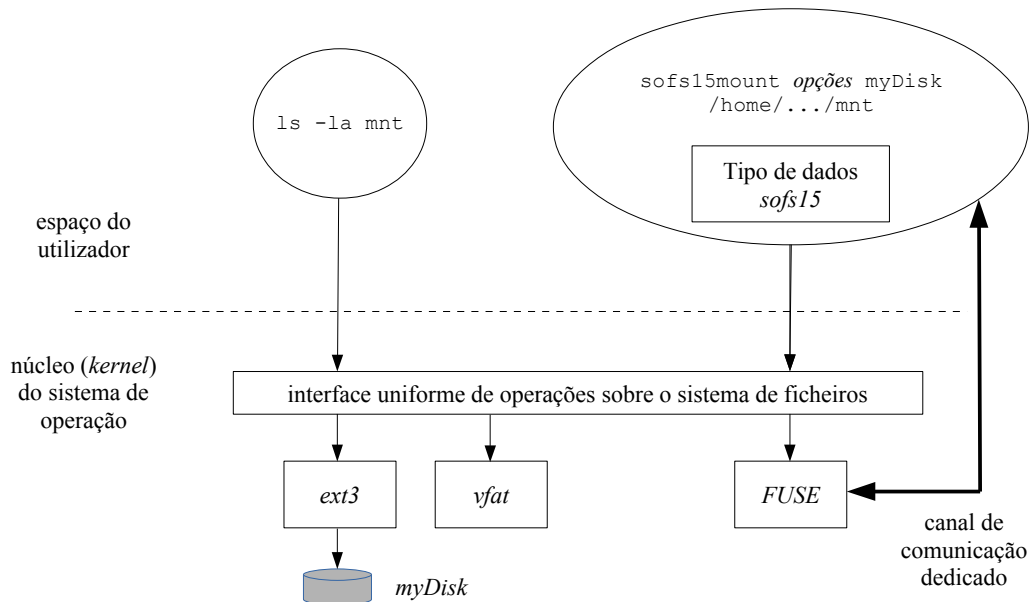 sofs15mount opções myDisk
/home/.../mnt
ls -la mnt
Tipo de dados
sofs15
espaço do
utilizador
núcleo (kernel)
do sistema de
operação
interface uniforme de operações sobre o sistema de ficheiros
ext3
vfat
FUSE
canal de
comunicação
dedicado
myDisk